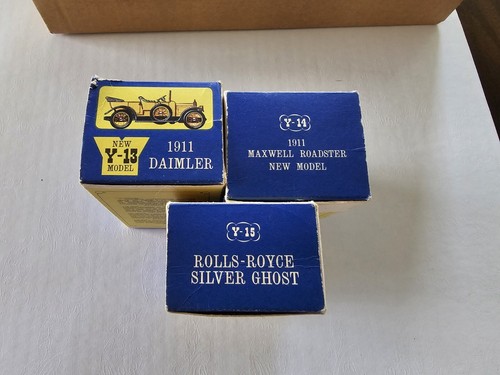 NEW
Y-13
MODEL
1911
DAIMLER
Y-14
1911
MAXWELL ROADSTER
NEW MODEL
Y-15
ROLLS-ROYCE
SILVER GHOST